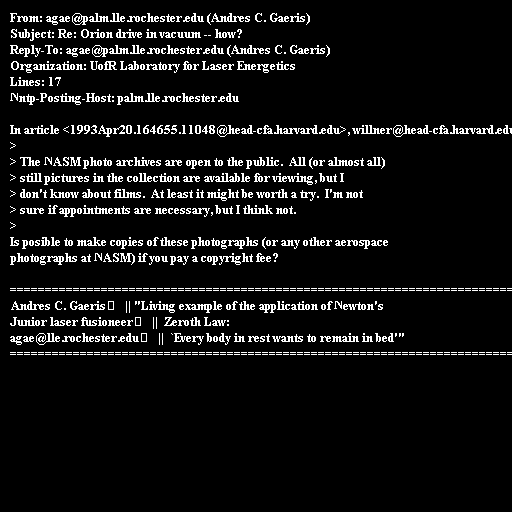 From: agae@palm.lle.rochester.edu (Andres C. Gaeris)
Subject: Re: Orion drive in vacuum -- how?
Reply-To: agae@palm.lle.rochester.edu (Andres C. Gaeris)
Organization: UofR Laboratory for Laser Energetics
Lines: 17
Nntp-Posting-Host: palm.lle.rochester.edu

In article <1993Apr20.164655.11048@head-cfa.harvard.edu>, willner@head-cfa.harvard.edu
>
> The NASM photo archives are open to the public.  All (or almost all)
> still pictures in the collection are available for viewing, but I
> don't know about films.  At least it might be worth a try.  I'm not
> sure if appointments are necessary, but I think not.
>
Is posible to make copies of these photographs (or any other aerospace
photographs at NASM) if you pay a copyright fee?

==========================================================================
Andres C. Gaeris▯   || "Living example of the application of Newton's
Junior laser fusioneer▯   ||  Zeroth Law:
agae@lle.rochester.edu▯   ||  `Every body in rest wants to remain in bed'"
==========================================================================